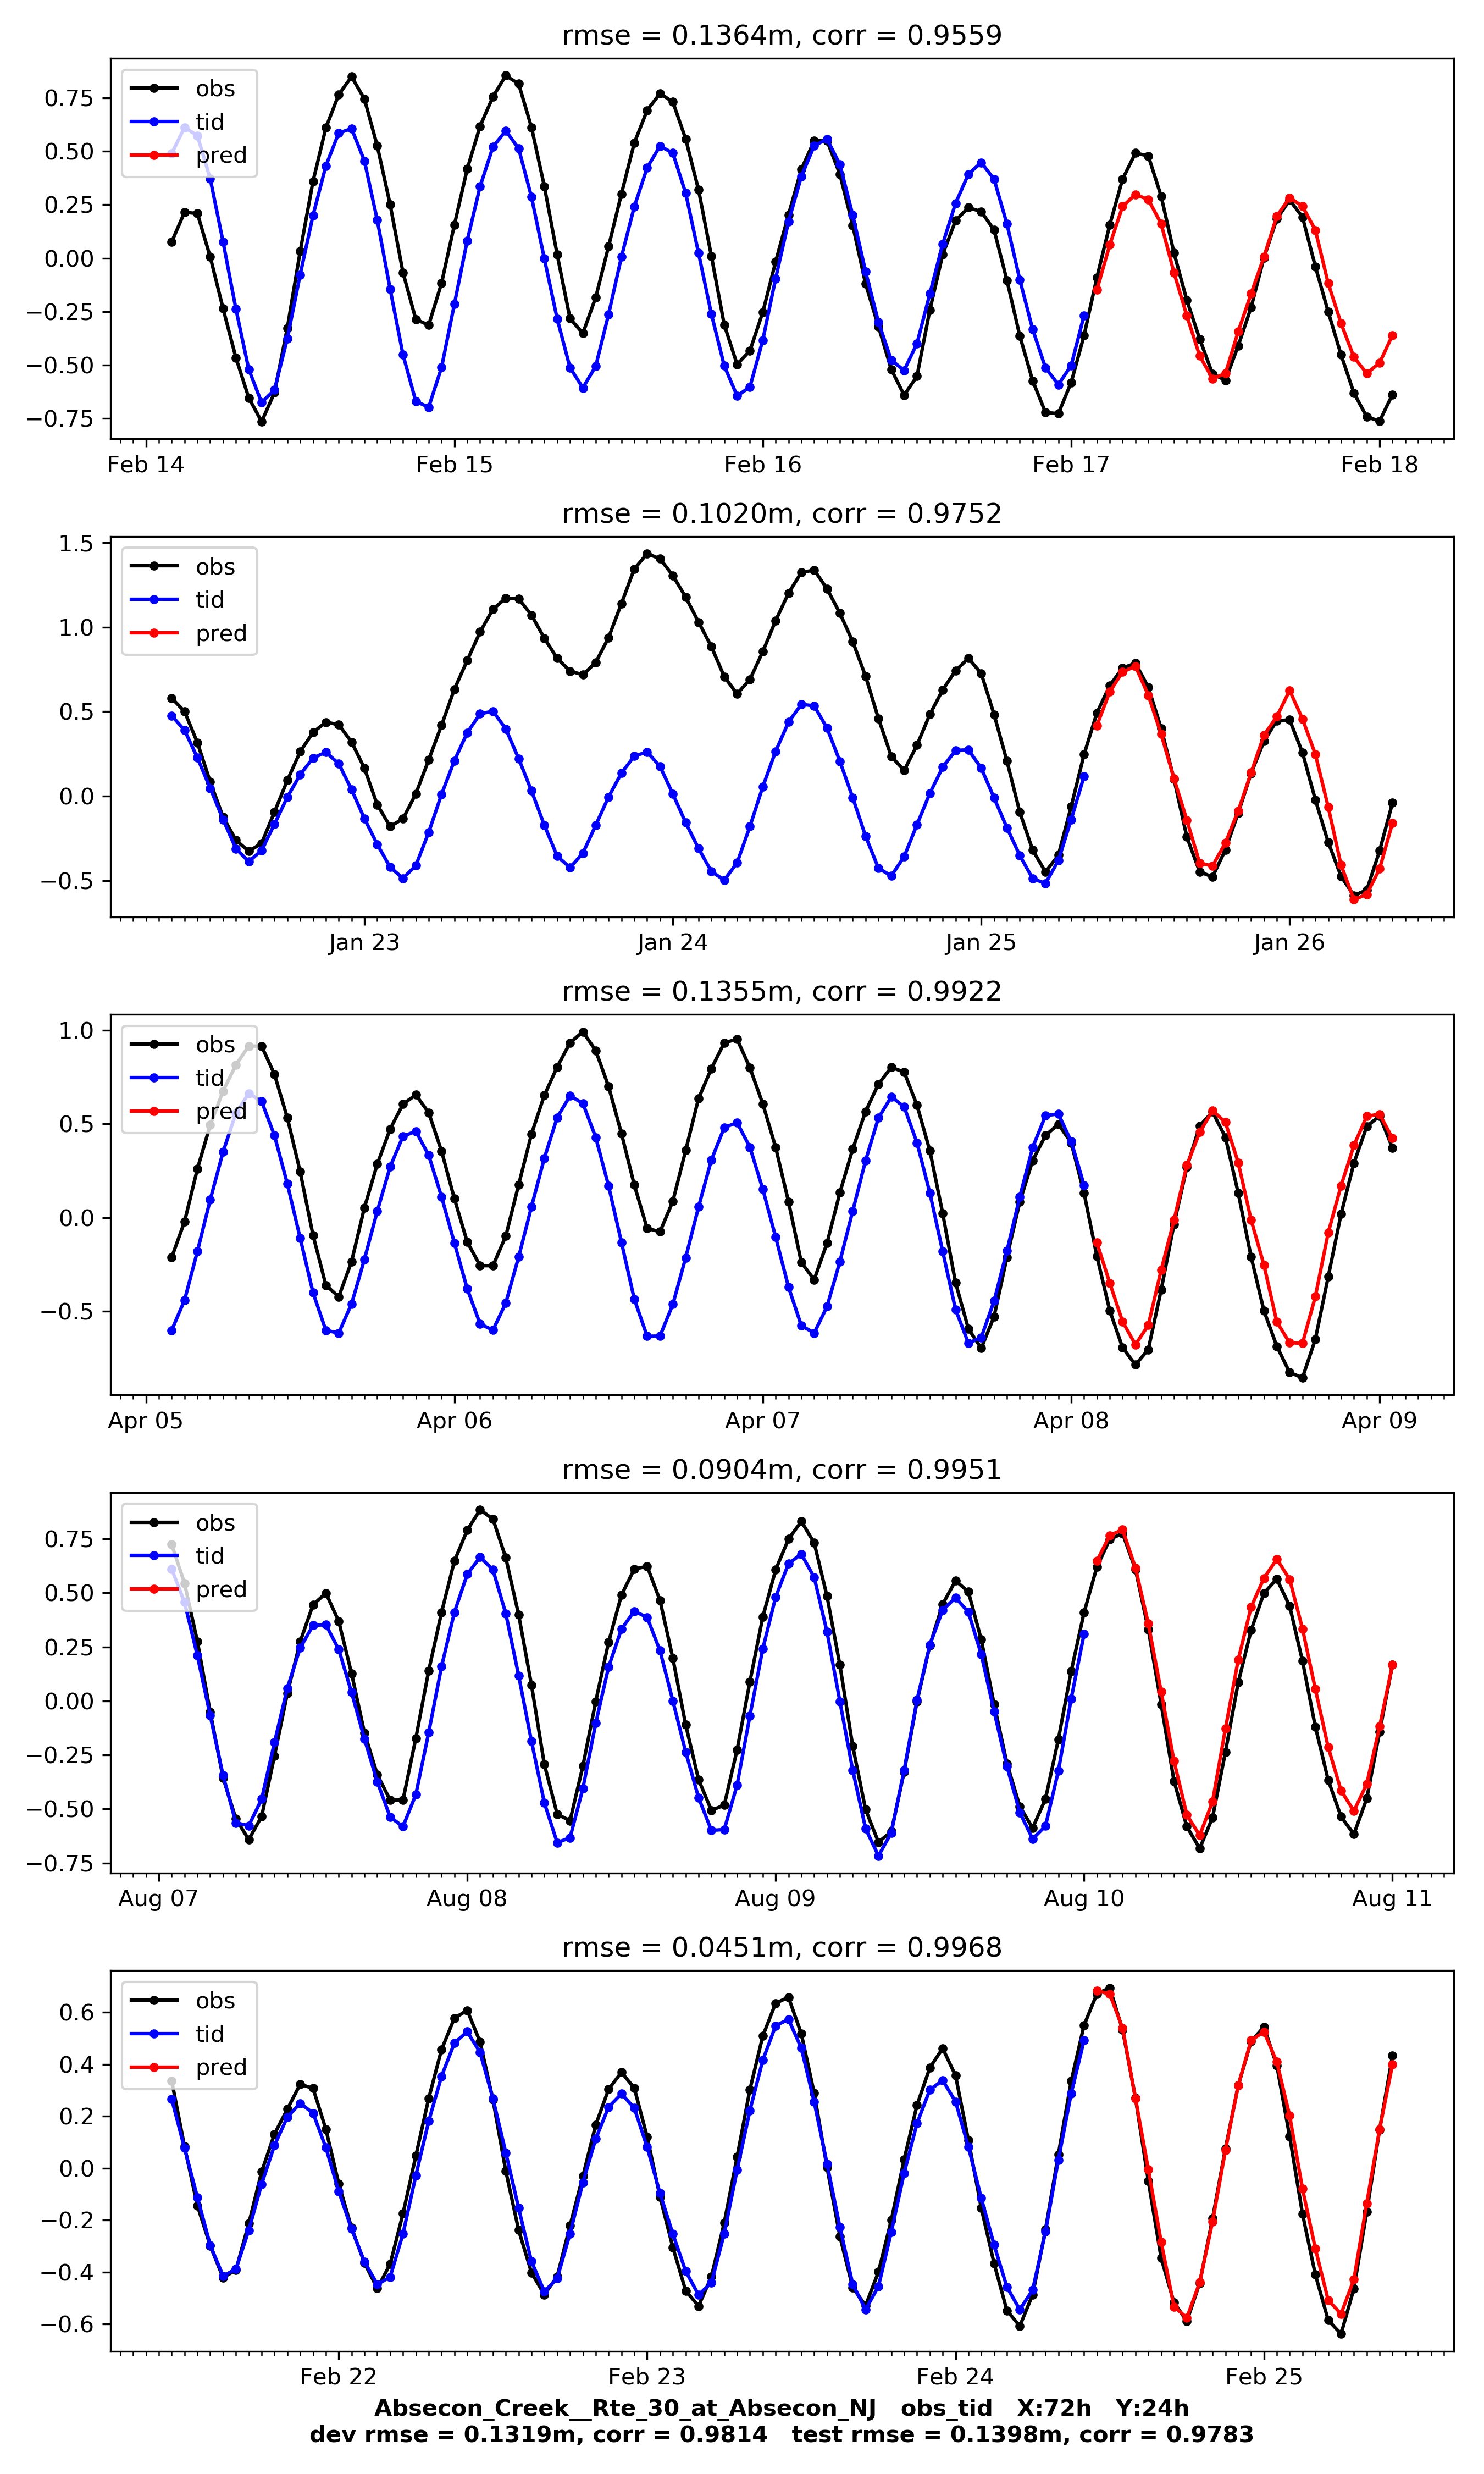 rmse = 0.1364m, corr = 0.9559
obs
tid
pred
0.75
0.50
0.25
0.00
−0.25
−0.50
−0.75
Feb 14 Feb 15 Feb 16 Feb 17 Feb 18
rmse = 0.1020m, corr = 0.9752
obs
tid
pred
1.5
1.0
0.5
0.0
−0.5
Jan 23 Jan 24 Jan 25 Jan 26
rmse = 0.1355m, corr = 0.9922
obs
tid
pred
1.0
0.5
0.0
−0.5
Apr 05 Apr 06 Apr 07 Apr 08 Apr 09
rmse = 0.0904m, corr = 0.9951
obs
tid
pred
0.75
0.50
0.25
0.00
−0.25
−0.50
−0.75
Aug 07 Aug 08 Aug 09 Aug 10 Aug 11
rmse = 0.0451m, corr = 0.9968
obs
tid
pred
0.6
0.4
0.2
0.0
−0.2
−0.4
−0.6
Feb 22 Feb 23 Feb 24 Feb 25
Absecon_Creek__Rte_30_at_Absecon_NJ obs_tid X:72h Y:24h
dev rmse = 0.1319m, corr = 0.9814 test rmse = 0.1398m, corr = 0.9783